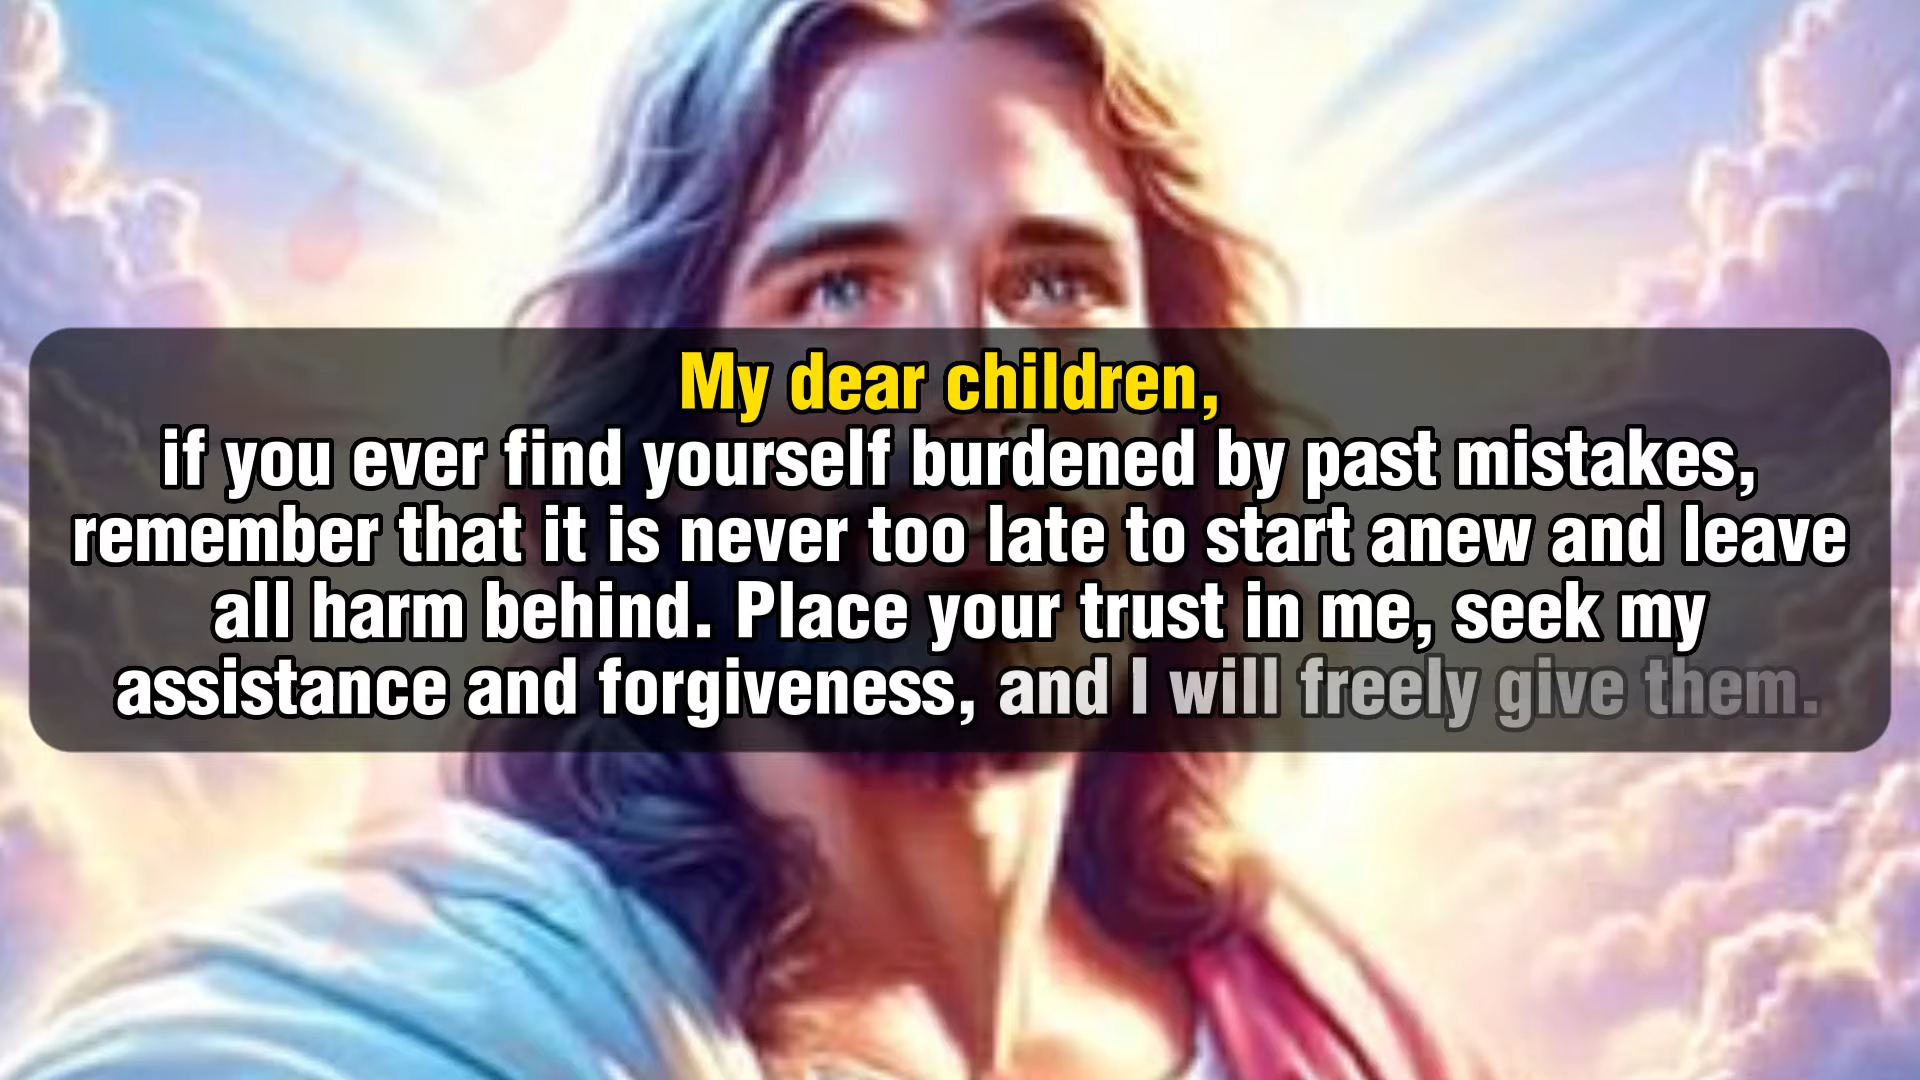 My dear children,
if you ever find yourself burdened by past mistakes,
remember that it is never too late to start anew and leave
all harm behind. Place your trust in me, seek my
assistance and forgiveness, and I will freely give them.